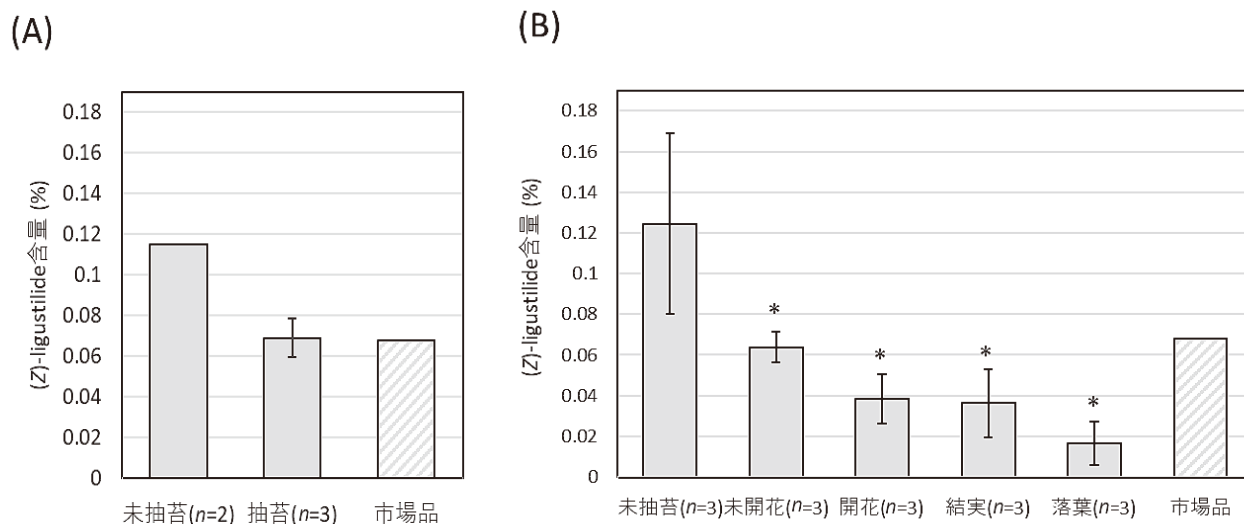 (A)
(Z)-ligustilide含量 (%)
0.18
0.16
0.14
0.12
0.1
0.08
0.06
0.04
0.02
0
未抽苔(n=2) 抽苔(n=3) 市場品
(B)
(Z)-ligustilide含量 (%)
0.18
0.16
0.14
0.12
0.1
0.08
0.06
0.04
0.02
0
* * * *
未抽苔(n=3) 未開花(n=3) 開花(n=3) 結実(n=3) 落葉(n=3) 市場品